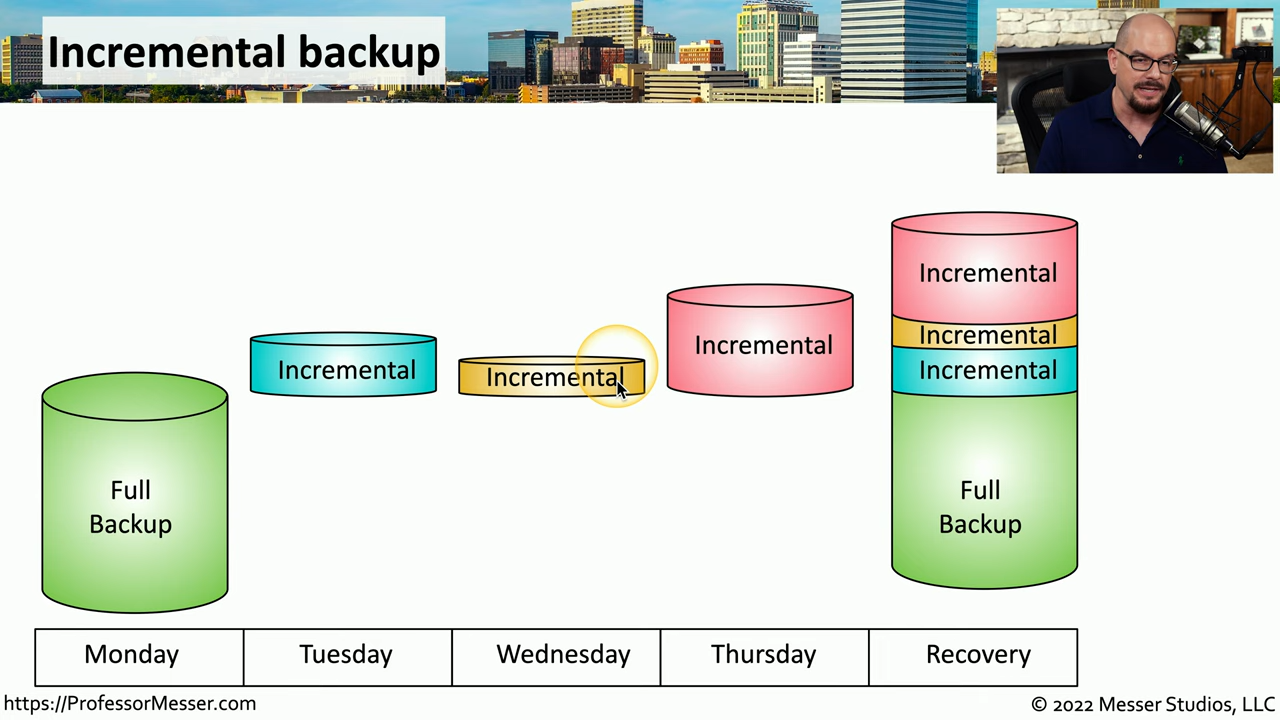 Incremental backup
Full
Backup
Incremental
Incremental
Incremental
Incremental
Incremental
Incremental
Full
Backup
Monday
Tuesday
Wednesday
Thursday
Recovery
https://ProfessorMesser.com
© 2022 Messer Studios, LLC